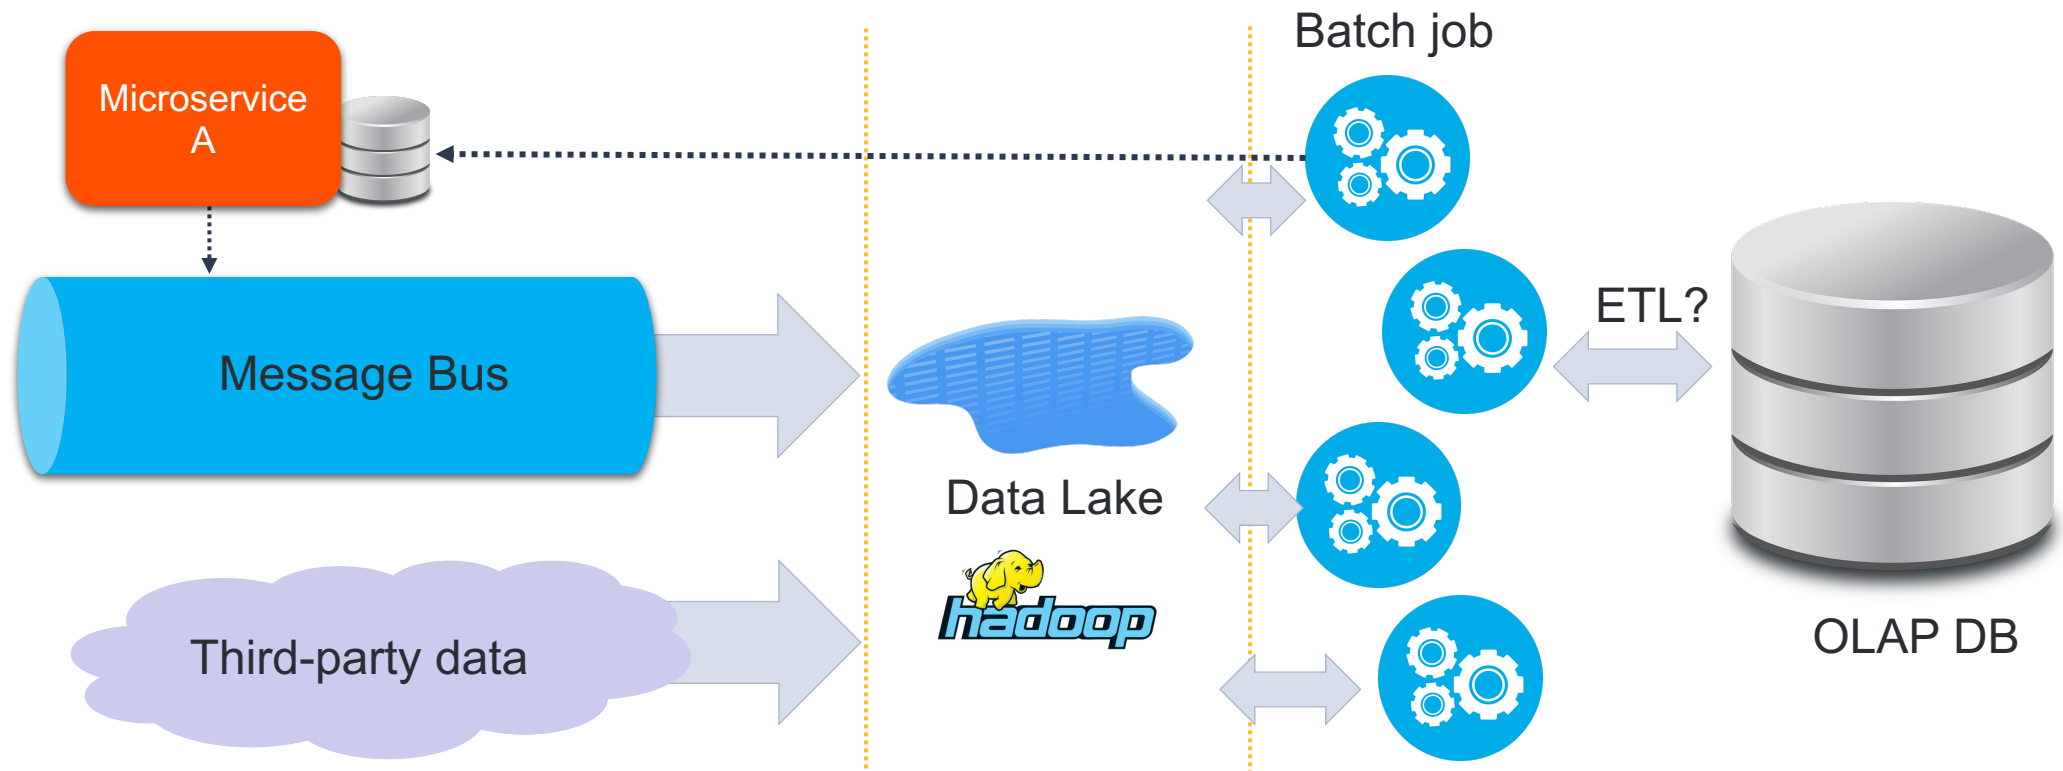 Batch job
Microservice
A
ETL?
Message Bus
Data Lake
hadoop
Third-party data
OLAP DB